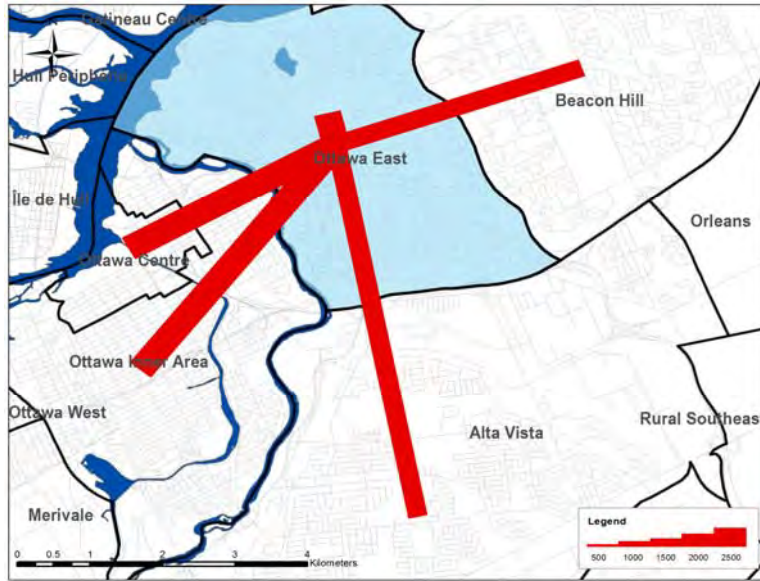 Gatineau Centre
Hull Périphérie
Beacon Hill
Ottawa East
Île de Hull
Orleans
Ottawa Centre
Ottawa Inner Area
Ottawa West
Alta Vista
Rural Southeast
Merivale
Legend
500 1000 1500 2000 2500
0 0.5 1 2 3 4
Kilometers